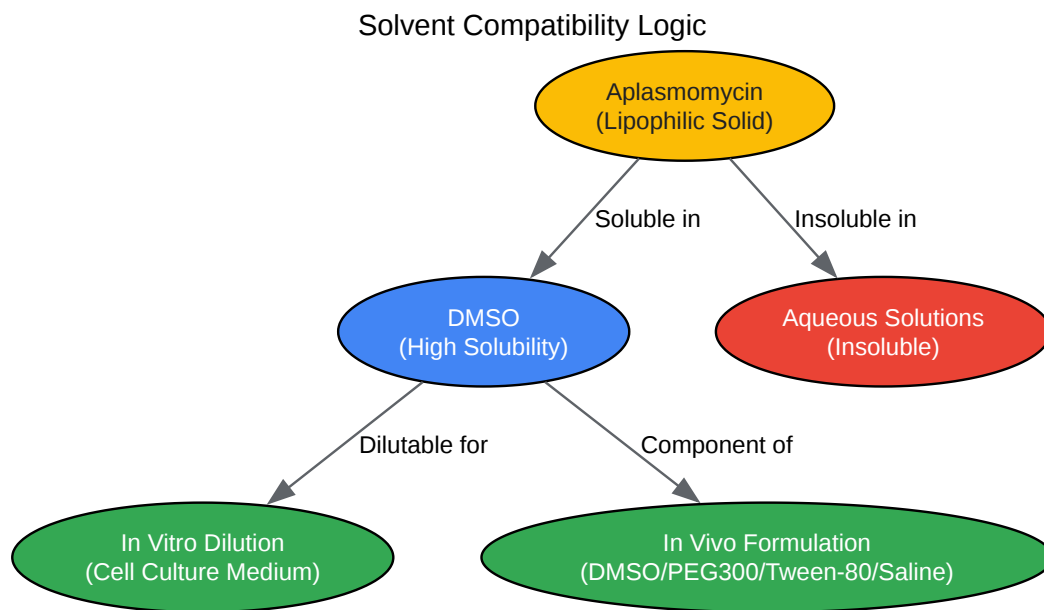 Solvent Compatibility Logic
Aplasmomycin
(Lipophilic Solid)
Soluble in
Insoluble in
DMSO
(High Solubility)
Aqueous Solutions
(Insoluble)
Dilutable for
Component of
In Vitro Dilution
(Cell Culture Medium)
In Vivo Formulation
(DMSO/PEG300/Tween-80/Saline)